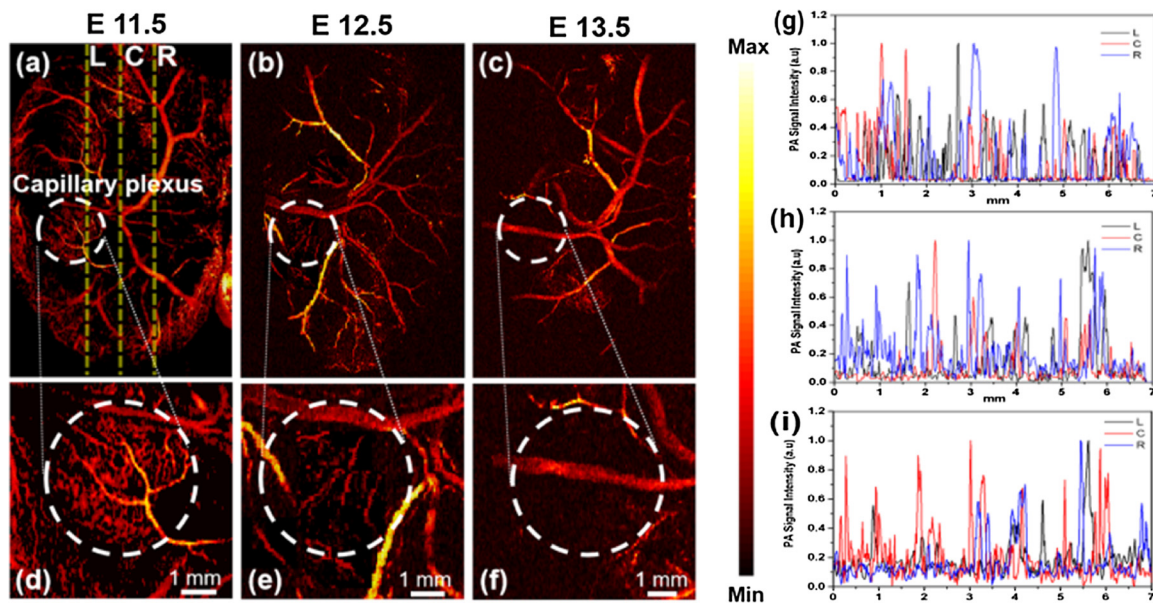 E 11.5 E 12.5 E 13.5
(a) L C R (b) (c)
Capillary plexus
(d) 1 mm (e) 1 mm (f) 1 mm
Max
Min
(g)
PA Signal Intensity (a.u)
1.2
1.0
0.8
0.6
0.4
0.2
0.0
L
C
R
0 1 2 3 4 5 6 7
mm
(h)
PA Signal Intensity (a.u)
1.2
1.0
0.8
0.6
0.4
0.2
0.0
L
C
R
0 1 2 3 4 5 6 7
mm
(i)
PA Signal Intensity (a.u)
1.2
1.0
0.8
0.6
0.4
0.2
0.0
L
C
R
0 1 2 3 4 5 6 7
mm